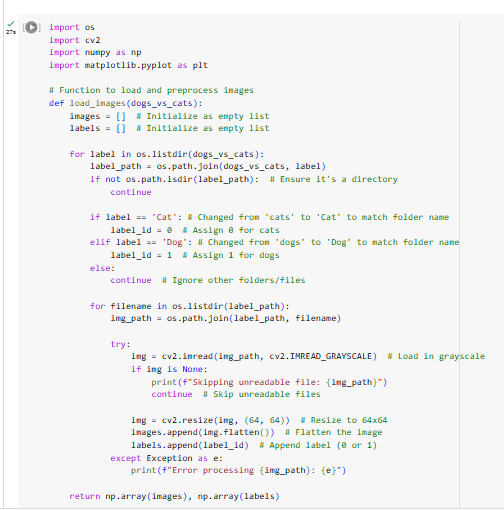 27s
import os
import cv2
import numpy as np
import matplotlib.pyplot as plt

# Function to load and preprocess images
def load_images(dogs_vs_cats):
    images = []  # Initialize as empty list
    labels = []  # Initialize as empty list

    for label in os.listdir(dogs_vs_cats):
        label_path = os.path.join(dogs_vs_cats, label)
        if not os.path.isdir(label_path):  # Ensure it's a directory
            continue

        if label == 'Cat': # Changed from 'cats' to 'Cat' to match folder name
            label_id = 0  # Assign 0 for cats
        elif label == 'Dog': # Changed from 'dogs' to 'Dog' to match folder name
            label_id = 1  # Assign 1 for dogs
        else:
            continue  # Ignore other folders/files

        for filename in os.listdir(label_path):
            img_path = os.path.join(label_path, filename)

            try:
                img = cv2.imread(img_path, cv2.IMREAD_GRAYSCALE)  # Load in grayscale
                if img is None:
                    print(f"Skipping unreadable file: {img_path}")
                    continue  # Skip unreadable files

                img = cv2.resize(img, (64, 64))  # Resize to 64x64
                images.append(img.flatten())  # Flatten the image
                labels.append(label_id)  # Append label (0 or 1)
            except Exception as e:
                print(f"Error processing {img_path}: {e}")

    return np.array(images), np.array(labels)